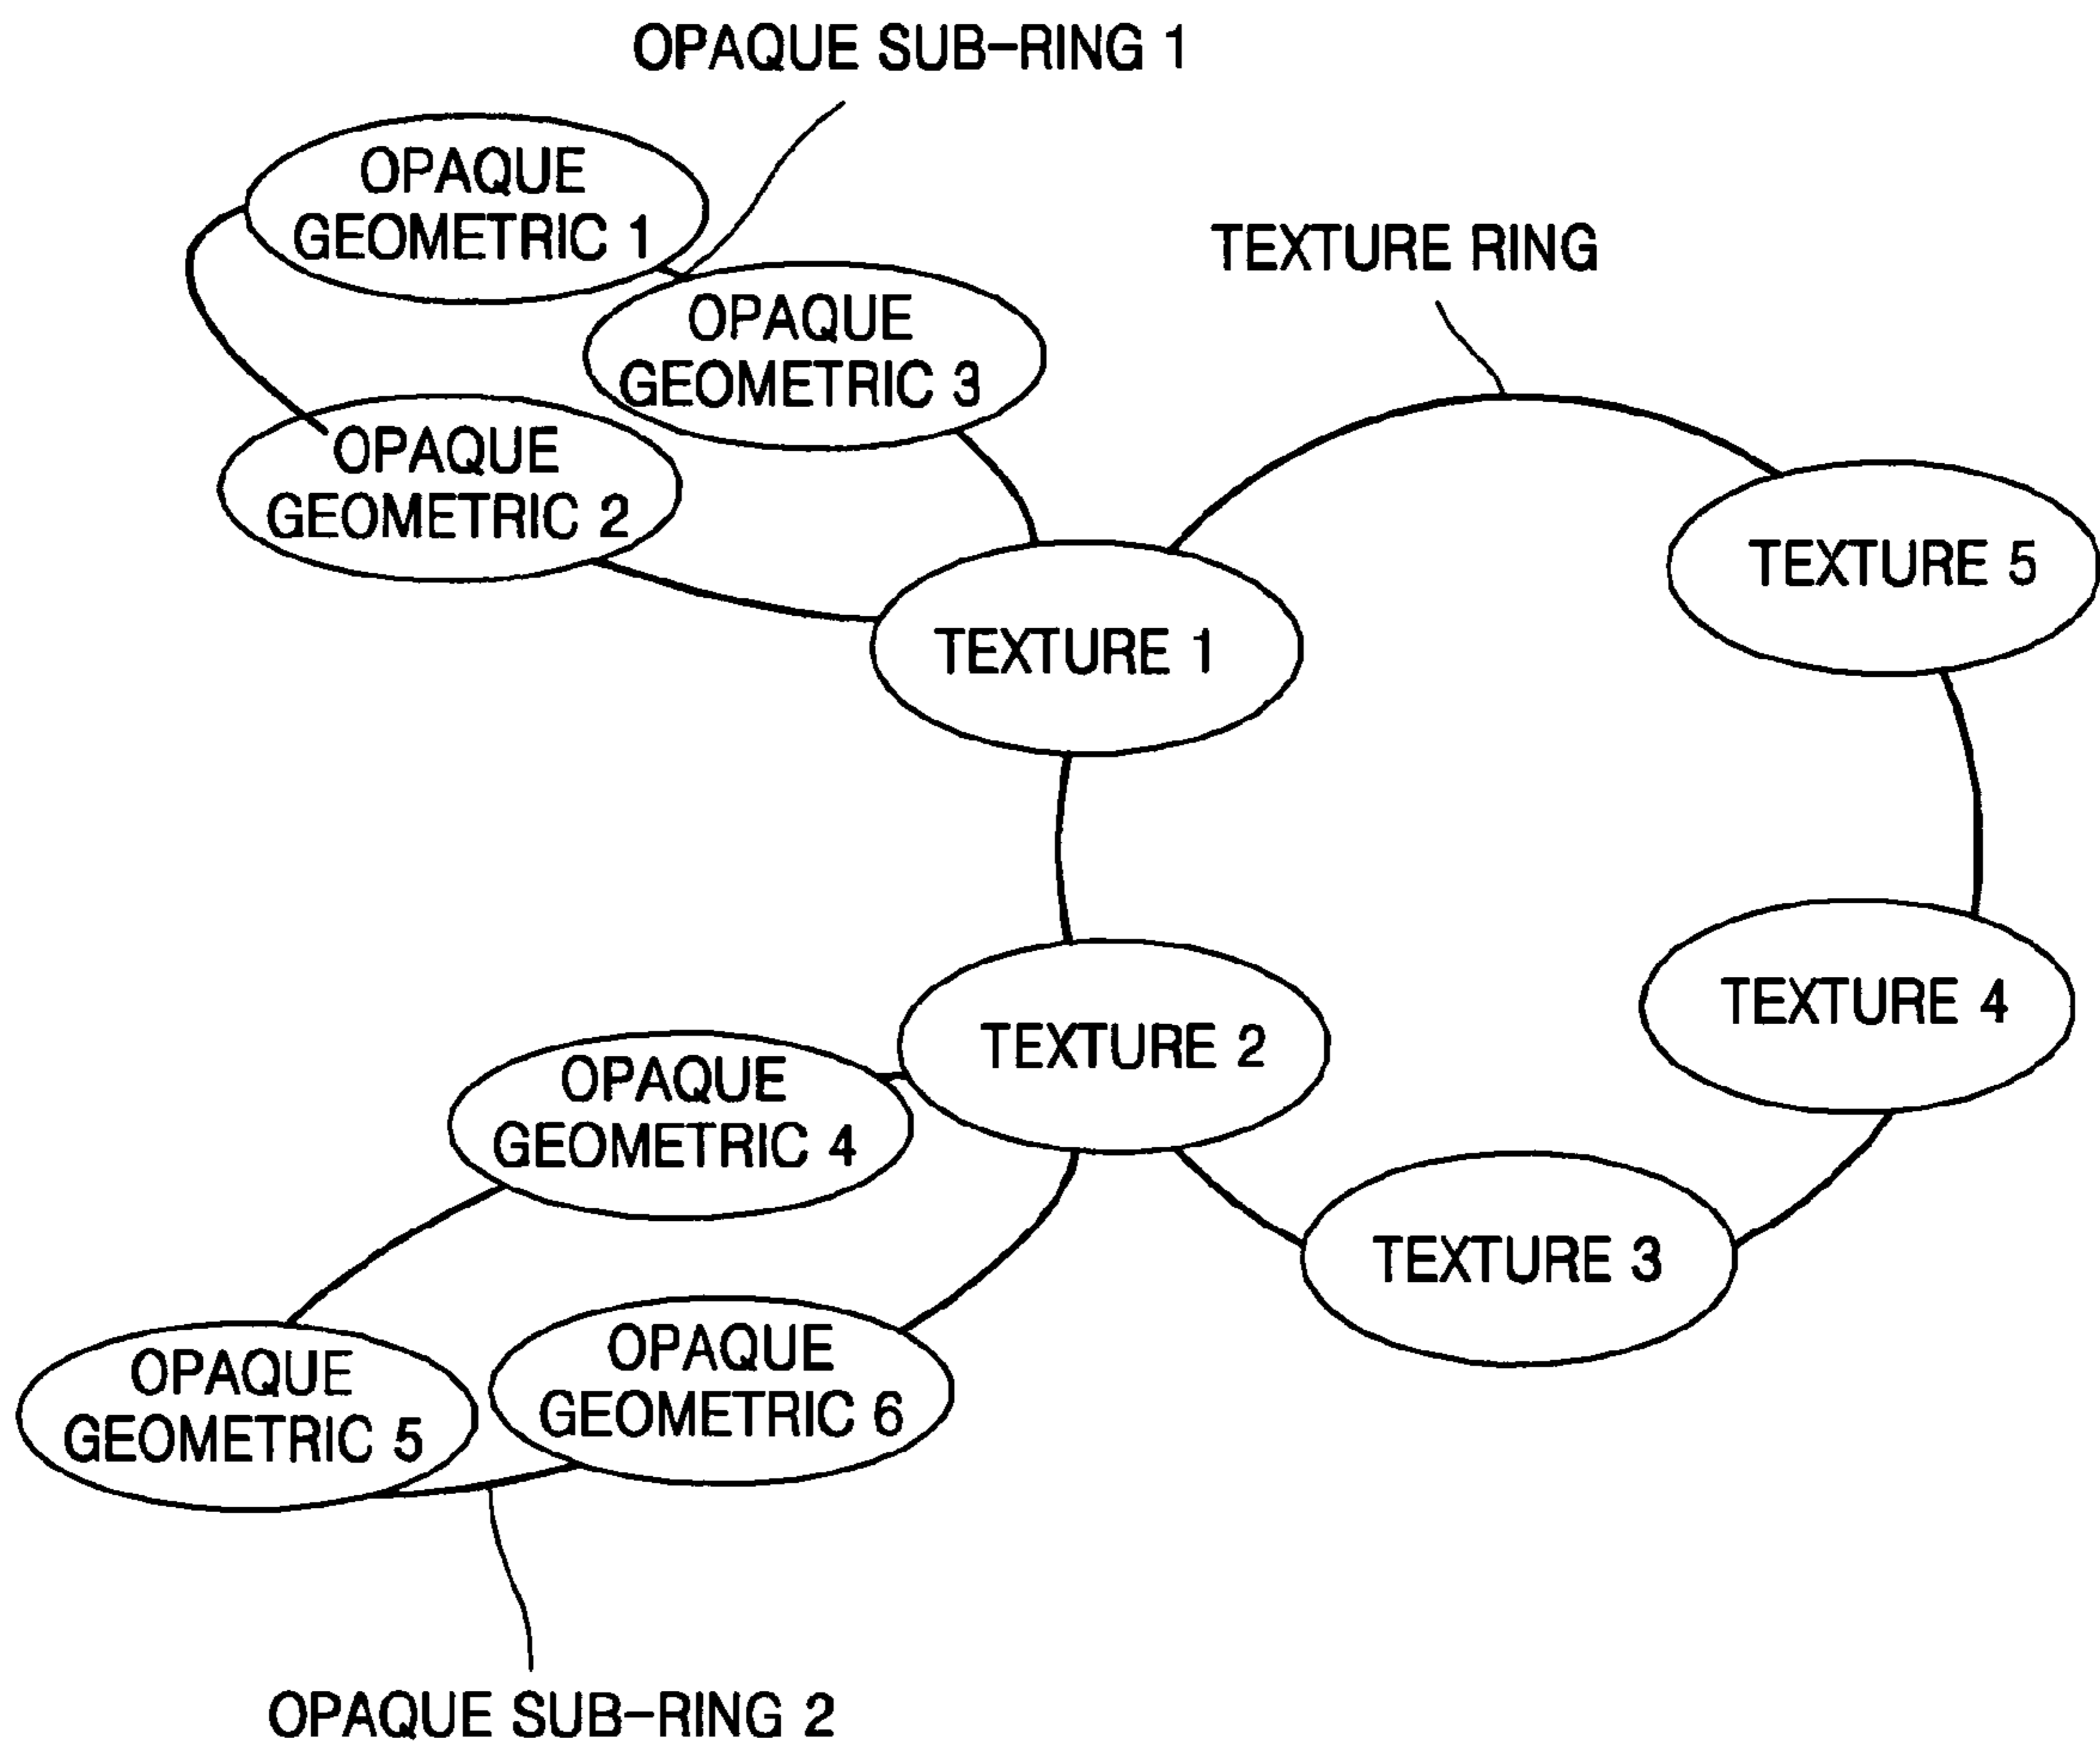 OPAQUE SUB-RING 1
OPAQUE
GEOMETRIC 1
TEXTURE RING
OPAQUE
GEOMETRIC 3
OPAQUE
GEOMETRIC 2
TEXTURE 5
TEXTURE 1
TEXTURE 4
TEXTURE 2
OPAQUE
GEOMETRIC 4
TEXTURE 3
OPAQUE
GEOMETRIC 6
OPAQUE
GEOMETRIC 5
OPAQUE SUB-RING 2